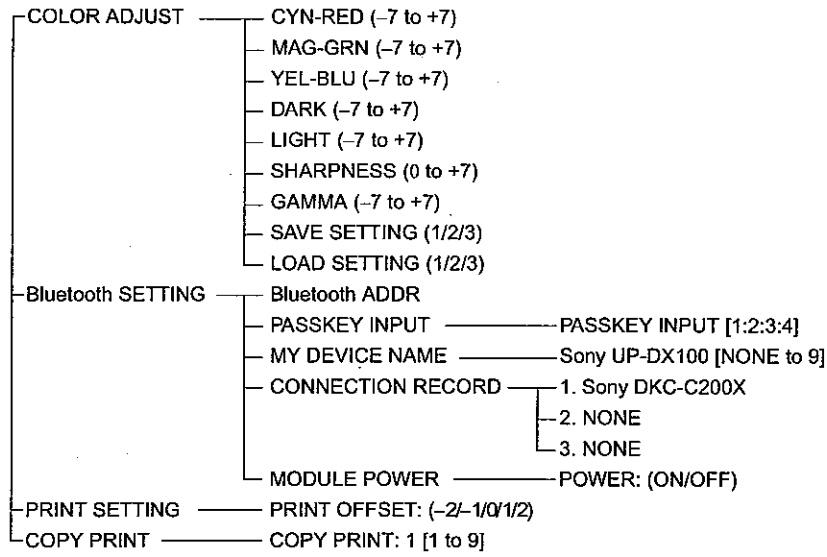 COLOR ADJUST CYN-RED (–7 to +7)
MAG-GRN (–7 to +7)
YEL-BLU (–7 to +7)
DARK (–7 to +7)
LIGHT (–7 to +7)
SHARPNESS (0 to +7)
GAMMA (–7 to +7)
SAVE SETTING (1/2/3)
LOAD SETTING (1/2/3)
Bluetooth SETTING Bluetooth ADDR
PASSKEY INPUT PASSKEY INPUT [1:2:3:4]
MY DEVICE NAME Sony UP-DX100 [NONE to 9]
CONNECTION RECORD 1. Sony DKC-C200X
2. NONE
3. NONE
MODULE POWER POWER: (ON/OFF)
PRINT SETTING PRINT OFFSET: (–2/–1/0/1/2)
COPY PRINT COPY PRINT: 1 [1 to 9]